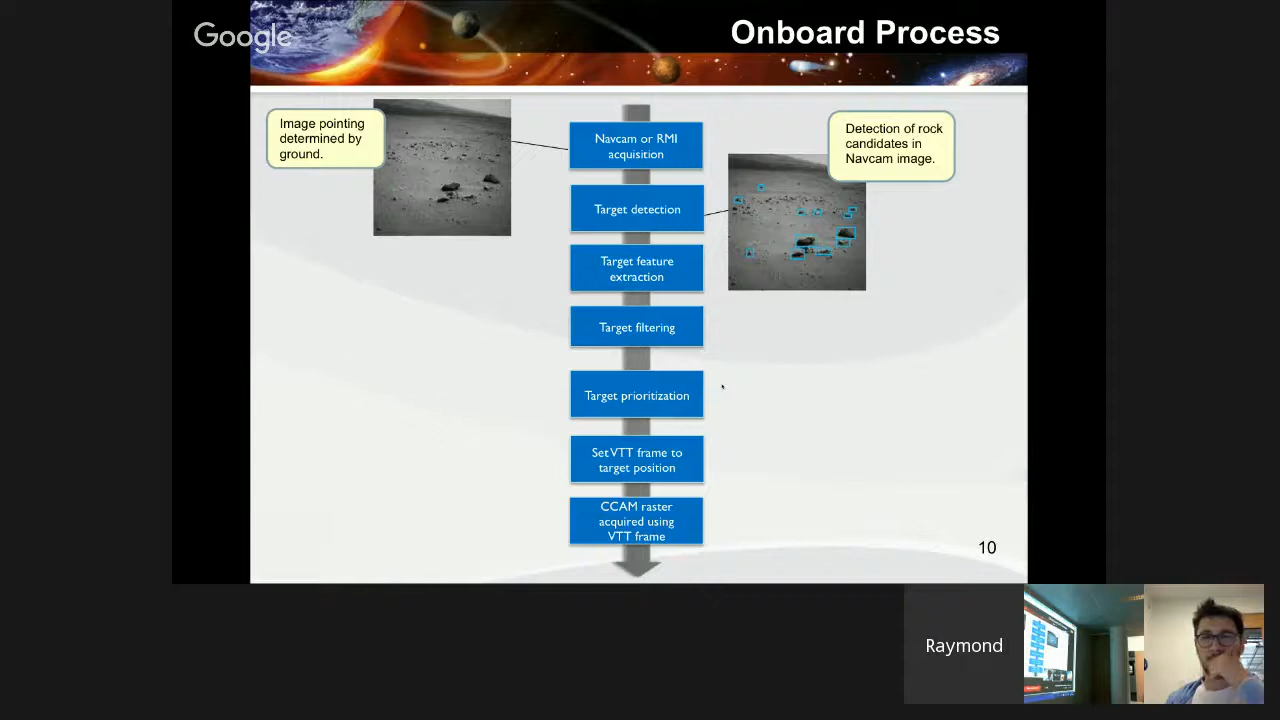 Google
Onboard Process
Image pointing
determined by
ground.
Navcam or RMI
acquisition
Detection of rock
candidates in
Navcam image.
Target detection
Target feature
extraction
Target filtering
Target prioritization
Set VTT frame to
target position
CCAM raster
acquired using
VTT frame
10
Raymond